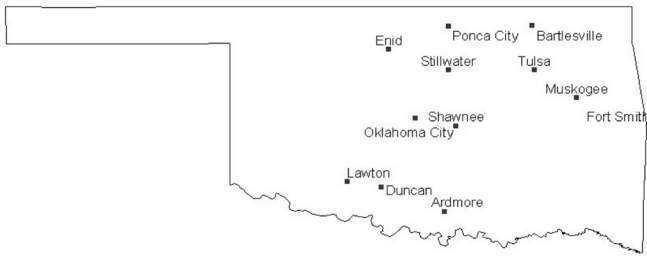 Ponca City
Bartlesville
Enid
Stillwater
Tulsa
Muskogee
Shawnee
Fort Smith
Oklahoma City
Lawton
Duncan
Ardmore